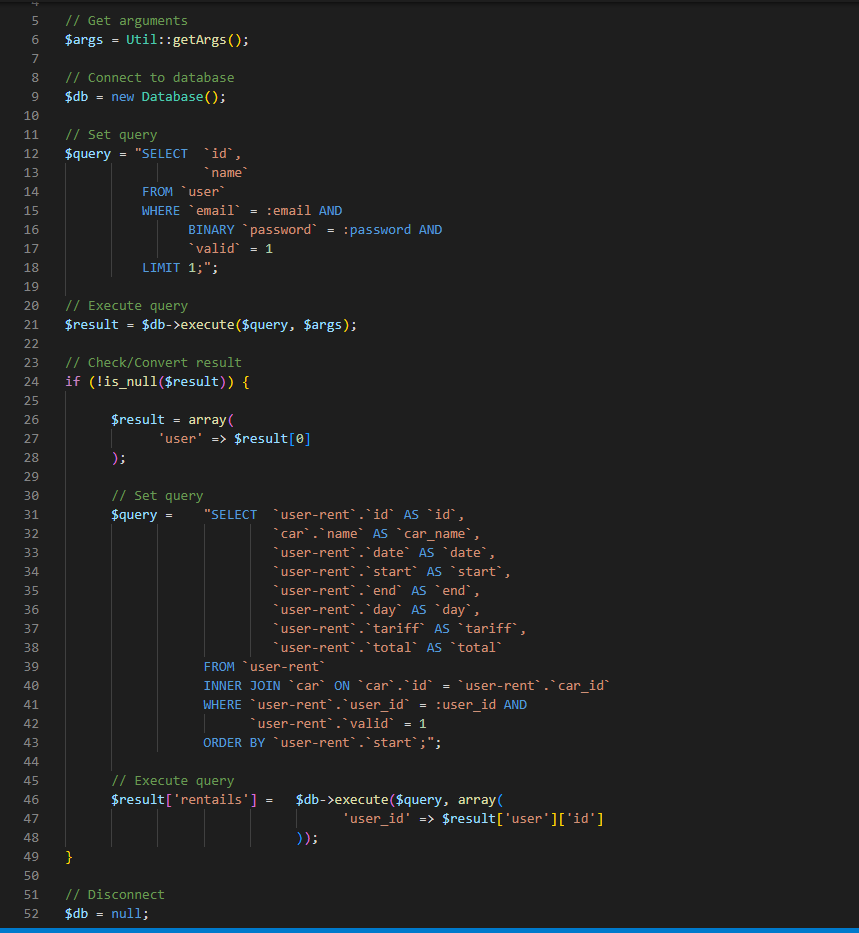 5 // Get arguments
6 $args = Util::getArgs();
7
8 // Connect to database
9 $db = new Database();
10
11 // Set query
12 $query = "SELECT  `id`,
13 `name`
14 FROM `user`
15 WHERE `email` = :email AND
16 BINARY `password` = :password AND
17 `valid` = 1
18 LIMIT 1;";
19
20 // Execute query
21 $result = $db->execute($query, $args);
22
23 // Check/Convert result
24 if (!is_null($result)) {
25
26 $result = array(
27 'user' => $result[0]
28 );
29
30 // Set query
31 $query =    "SELECT  `user-rent`.`id` AS `id`,
32 `car`.`name` AS `car_name`,
33 `user-rent`.`date` AS `date`,
34 `user-rent`.`start` AS `start`,
35 `user-rent`.`end` AS `end`,
36 `user-rent`.`day` AS `day`,
37 `user-rent`.`tariff` AS `tariff`,
38 `user-rent`.`total` AS `total`
39 FROM `user-rent`
40 INNER JOIN `car` ON `car`.`id` = `user-rent`.`car_id`
41 WHERE `user-rent`.`user_id` = :user_id AND
42 `user-rent`.`valid` = 1
43 ORDER BY `user-rent`.`start`;";
44
45 // Execute query
46 $result['rentails'] =   $db->execute($query, array(
47 'user_id' => $result['user']['id']
48 ));
49 }
50
51 // Disconnect
52 $db = null;